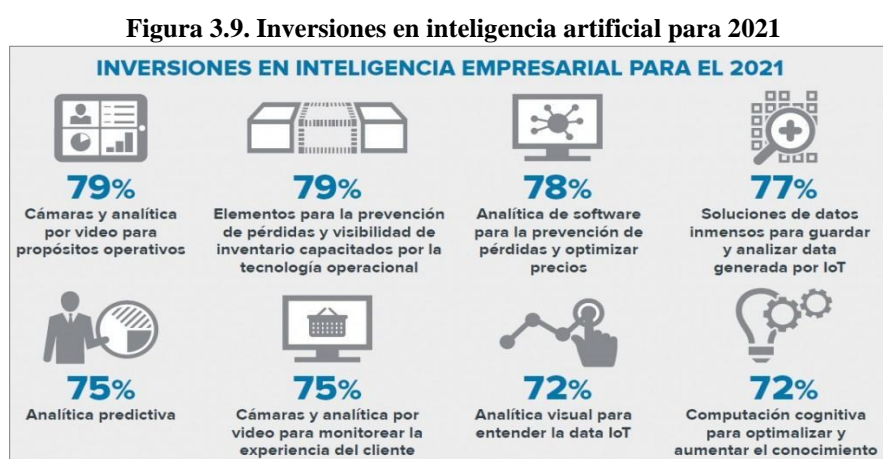 Figura 3.9. Inversiones en inteligencia artificial para 2021
INVERSIONES EN INTELIGENCIA EMPRESARIAL PARA EL 2021
79%
Cámaras y analítica
por video para
propósitos operativos
79%
Elementos para la prevención
de pérdidas y visibilidad de
inventario capacitados por la
tecnología operacional
78%
Analítica de software
para la prevención de
pérdidas y optimizar
precios
77%
Soluciones de datos
inmensos para guardar
y analizar data
generada por IoT
75%
Analítica predictiva
75%
Cámaras y analítica por
video para monitorear la
experiencia del cliente
72%
Analítica visual para
entender la data IoT
72%
Computación cognitiva
para optimalizar y
aumentar el conocimiento